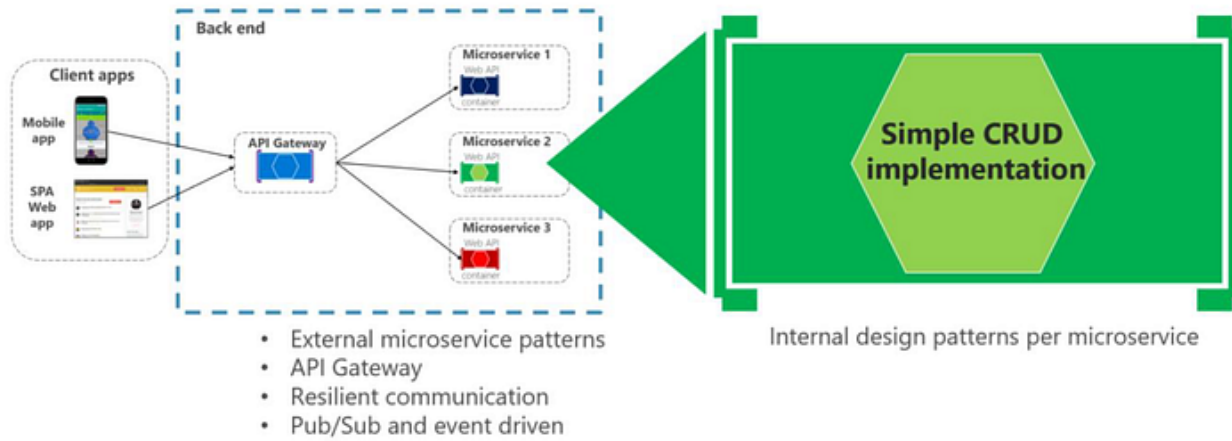 Back end
Client apps
Mobile
app
SPA
Web
app
API Gateway
Microservice 1
Web API
container
Microservice 2
Web API
container
Microservice 3
Web API
container
Simple CRUD
implementation
• External microservice patterns
• API Gateway
• Resilient communication
• Pub/Sub and event driven
Internal design patterns per microservice